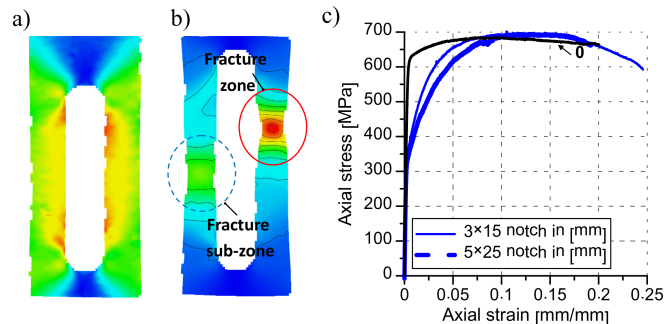 a)
b)
c)
Fracture
zone
Fracture
sub-zone
Axial stress [MPa]
700
600
500
400
300
200
100
0
0
3×15 notch in [mm]
5×25 notch in [mm]
0 0.05 0.1 0.15 0.2 0.25
Axial strain [mm/mm]